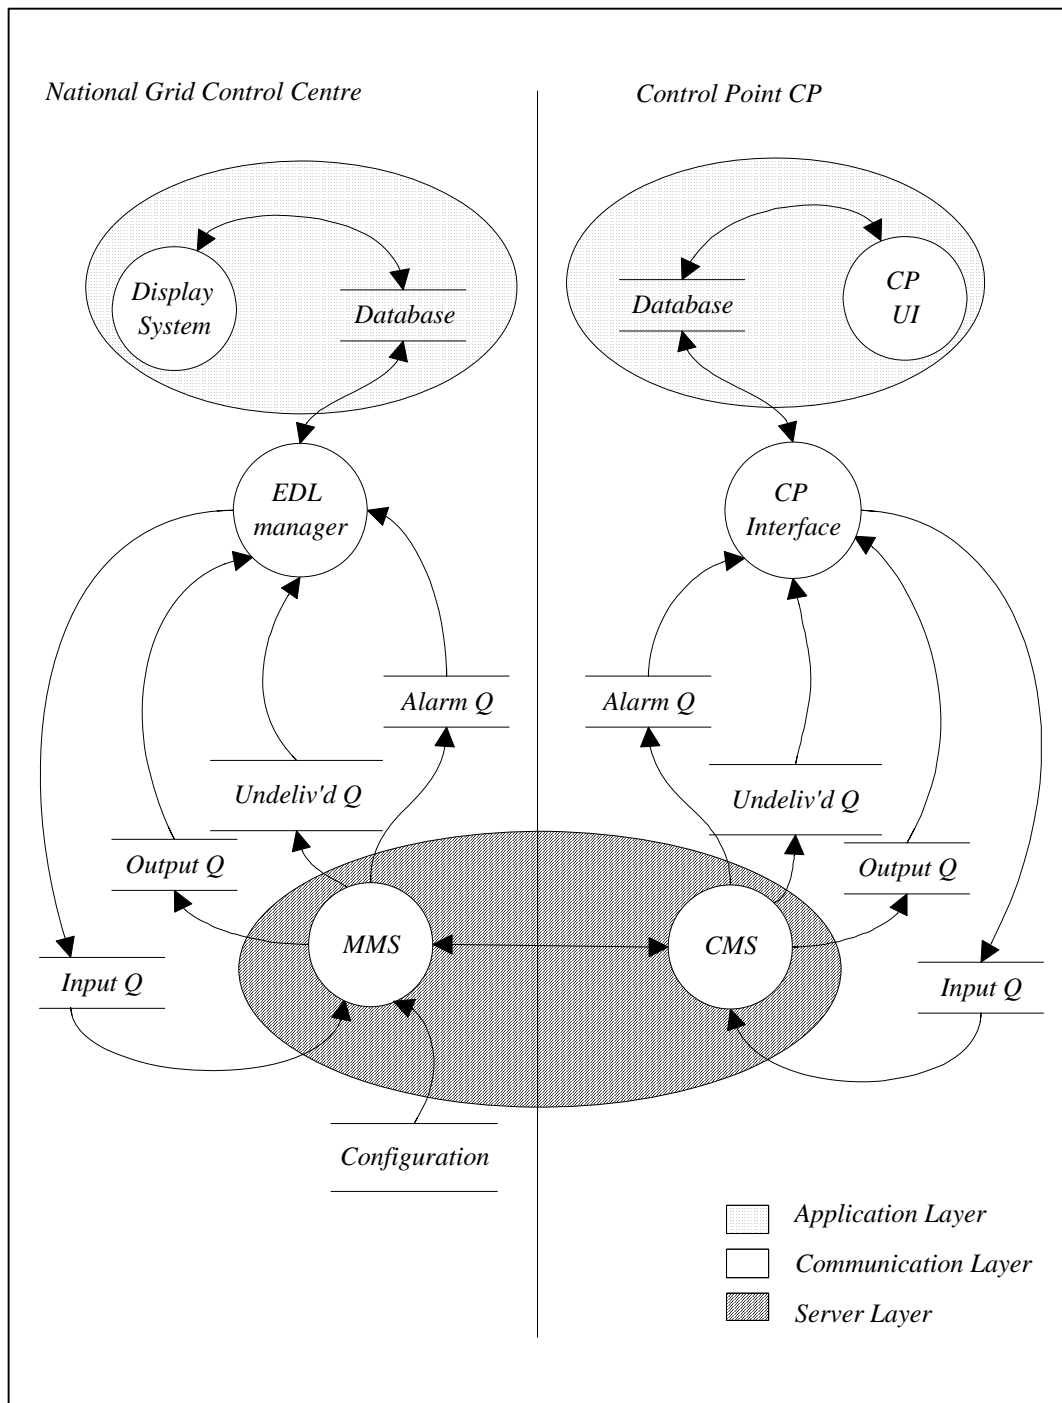 National Grid Control Centre
Control Point CP
Display
System
Database
Database
CP
UI
EDL
manager
CP
Interface
Alarm Q
Alarm Q
Undeliv'd Q
Undeliv'd Q
Output Q
Output Q
MMS
CMS
Input Q
Input Q
Configuration
Application Layer
Communication Layer
Server Layer